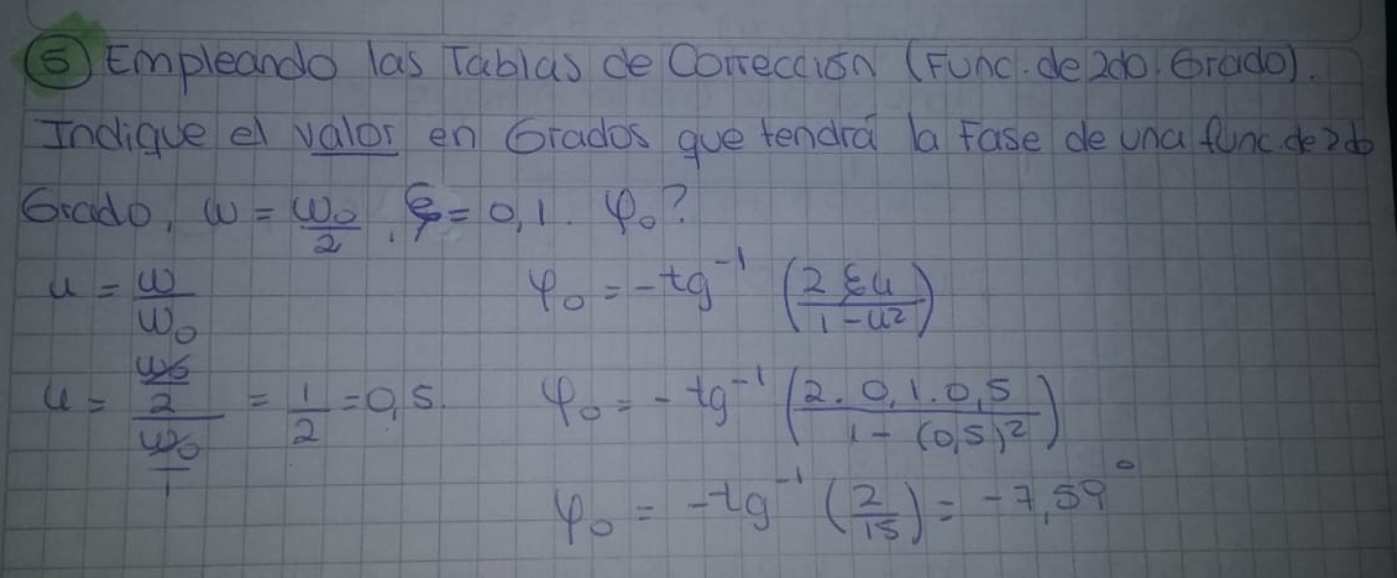 ⑤ Empleando las Tablas de Corrección (Func. de 2do. Grado).
Indique el valor en Grados que tendrá la Fase de una func. de 2do
Grado, ω = ω₀/2, ξ = 0,1. φ₀?
u = ω/ω₀
φ₀ = -tg⁻¹ (2ξu/(1-u²))
u = (ω₀/2)/(ω₀/1) = 1/2 = 0,5.
φ₀ = -tg⁻¹ (2.0,1.0,5/(1-(0,5)²))
φ₀ = -tg⁻¹ (2/15) = -7,59°